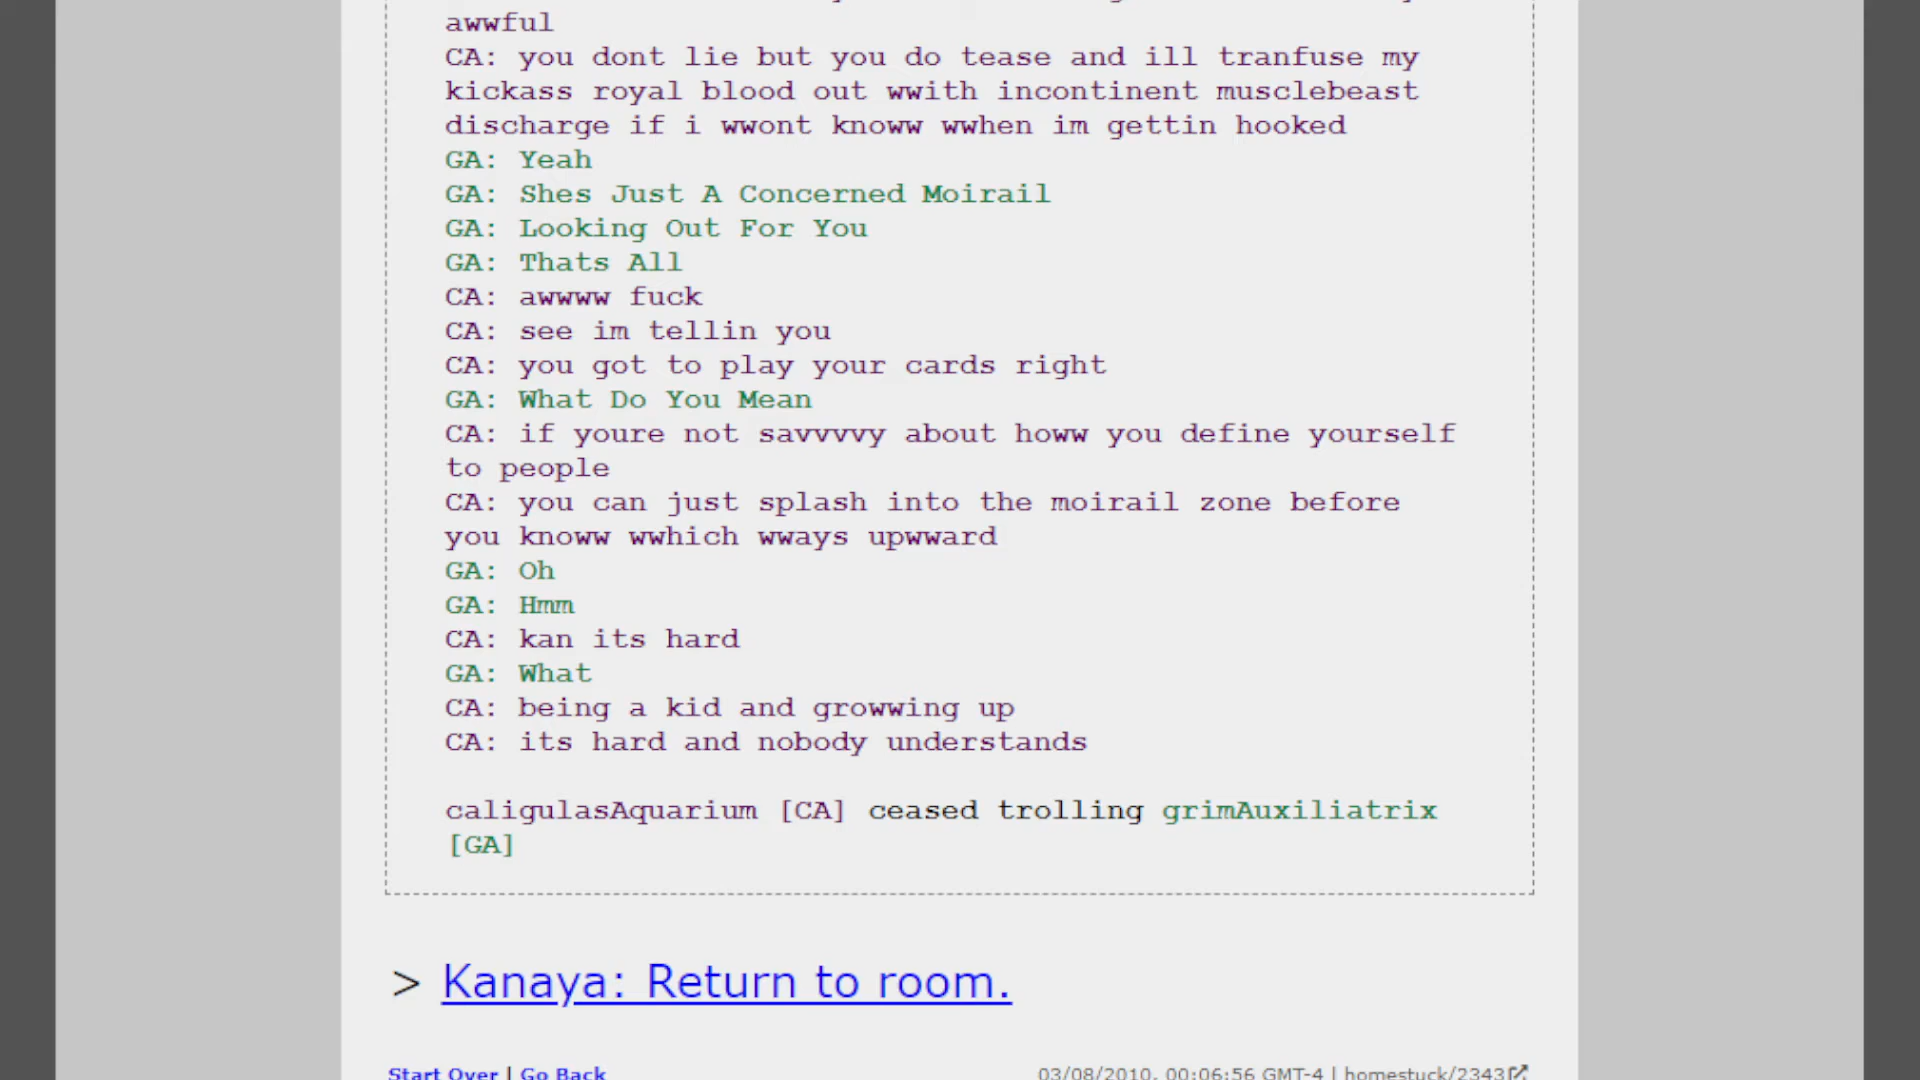 awwful
CA: you dont lie but you do tease and ill tranfuse my
kickass royal blood out wwith incontinent musclebeast
discharge if i wwont knoww wwhen im gettin hooked
GA: Yeah
GA: Shes Just A Concerned Moirail
GA: Looking Out For You
GA: Thats All
CA: awwww fuck
CA: see im tellin you
CA: you got to play your cards right
GA: What Do You Mean
CA: if youre not savvvvy about howw you define yourself
to people
CA: you can just splash into the moirail zone before
you knoww wwhich wways upwward
GA: Oh
GA: Hmm
CA: kan its hard
GA: What
CA: being a kid and growwing up
CA: its hard and nobody understands
caligulasAquarium [CA] ceased trolling grimAuxiliatrix
[GA]
> Kanaya: Return to room.
Start Over | Go Back 03/08/2010, 00:06:56 GMT-4 | homestuck/2343